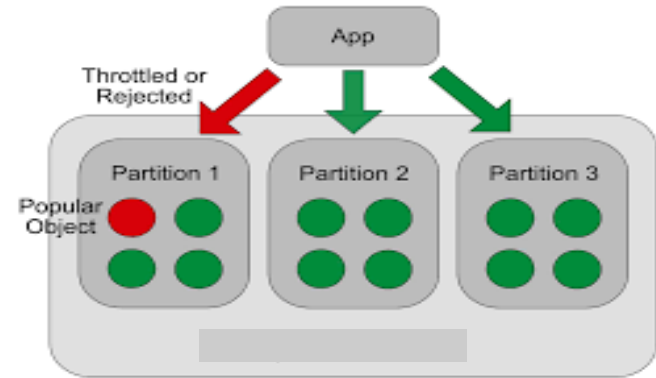 App
Throttled or
Rejected
Partition 1
Partition 2
Partition 3
Popular
Object